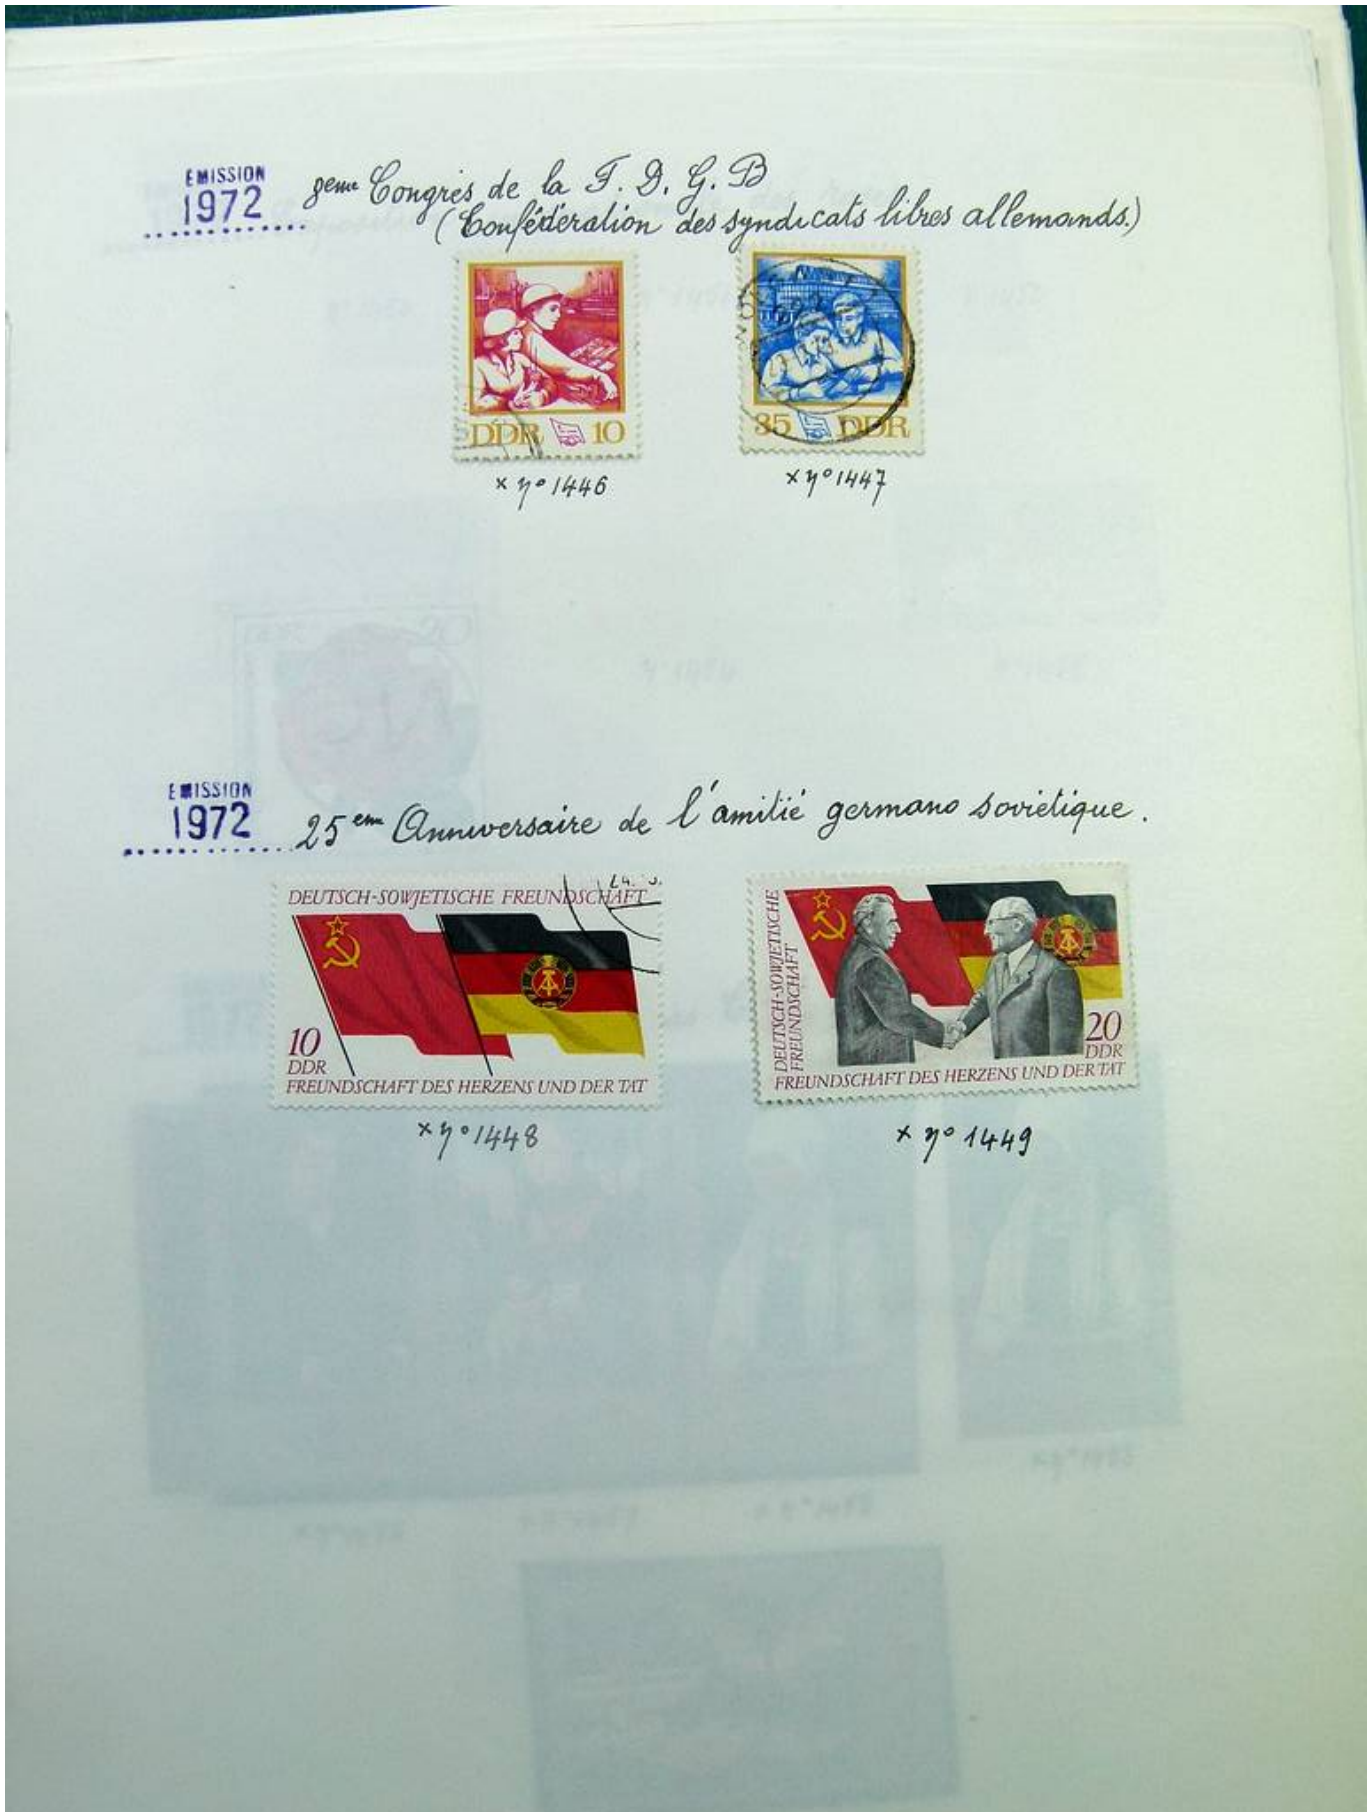 EMISSION
1972
8eme Congrès de la F. D. G. B
(Confédération des syndicats libres allemands.)
DDR 10
35 DDR
x n° 1446
x n° 1447
EMISSION
1972
25em Anniversaire de l'amitié germano soviétique.
DEUTSCH-SOWJETISCHE FREUNDSCHAFT
10
DDR
FREUNDSCHAFT DES HERZENS UND DER TAT
DEUTSCH-SOWJETISCHE
FREUNDSCHAFT
20
DDR
FREUNDSCHAFT DES HERZENS UND DER TAT
x n° 1448
x n° 1449